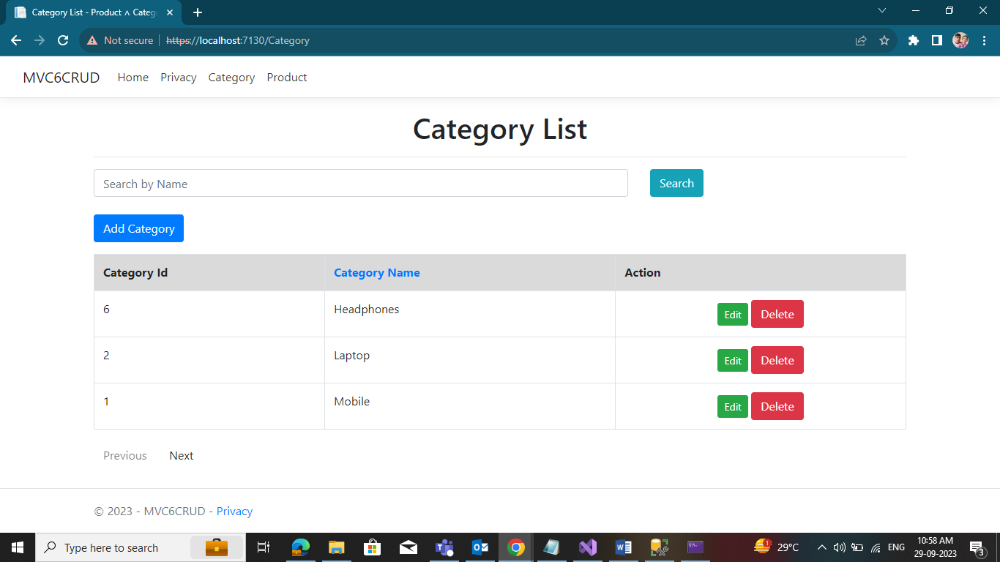 Category List - Product ∧ Categ
Not secure https://localhost:7130/Category
MVC6CRUD Home Privacy Category Product
Category List
Search by Name Search
Add Category
Category Id Category Name Action
6 Headphones Edit Delete
2 Laptop Edit Delete
1 Mobile Edit Delete
Previous Next
© 2023 - MVC6CRUD - Privacy
Type here to search 1 29°C ENG 10:58 AM
29-09-2023 3